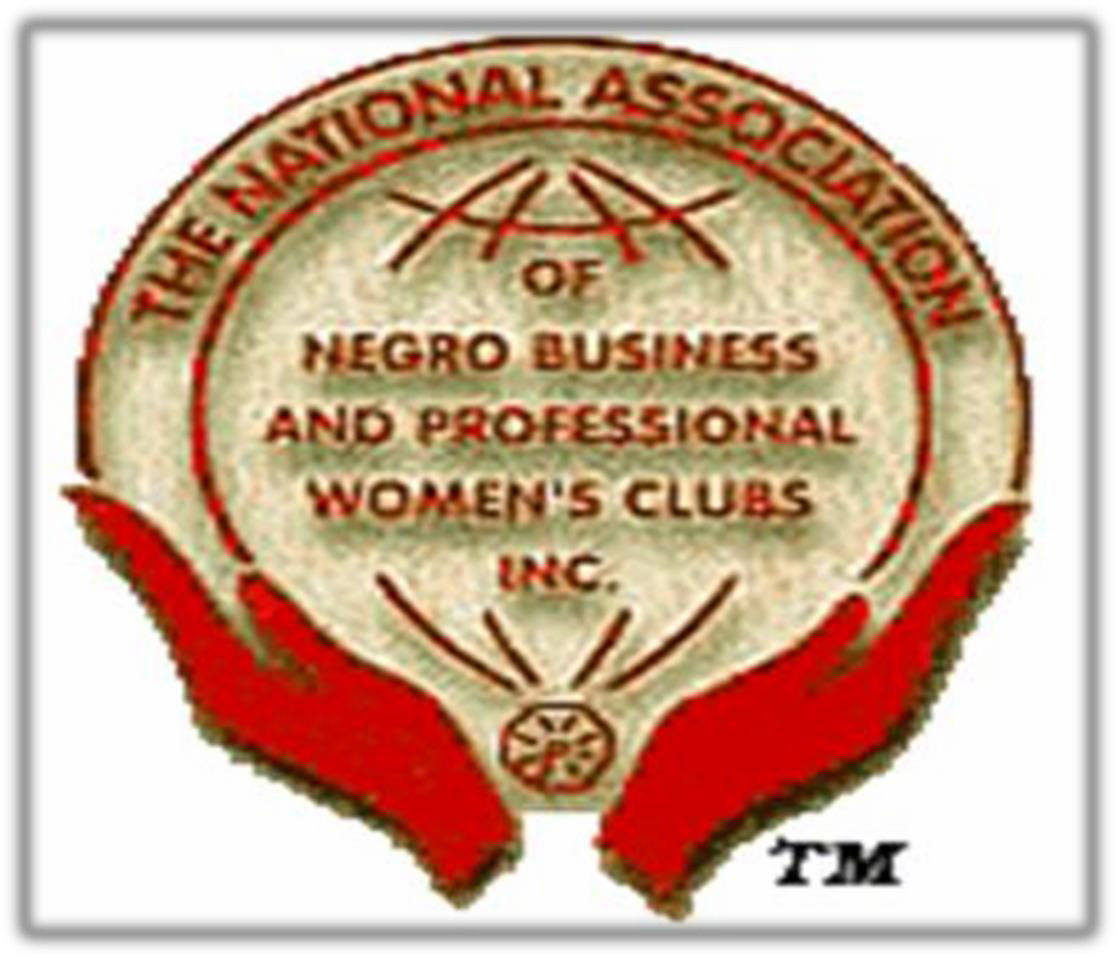 THE NATIONAL ASSOCIATION
OF
NEGRO BUSINESS
AND PROFESSIONAL
WOMEN'S CLUBS
INC.
P
TM